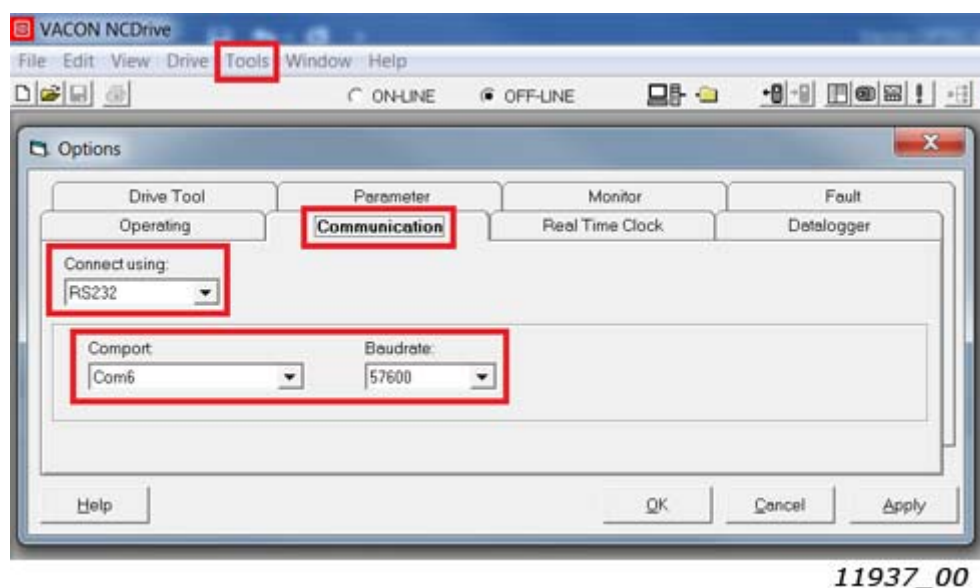 VACON NCDrive
File Edit View Drive Tools Window Help
ON-LINE OFF-LINE
Options
Drive Tool Parameter Monitor Fault
Operating Communication Real Time Clock Datalogger
Connect using:
RS232
Comport: Baudrate:
Com6 57600
Help OK Cancel Apply
11937_00